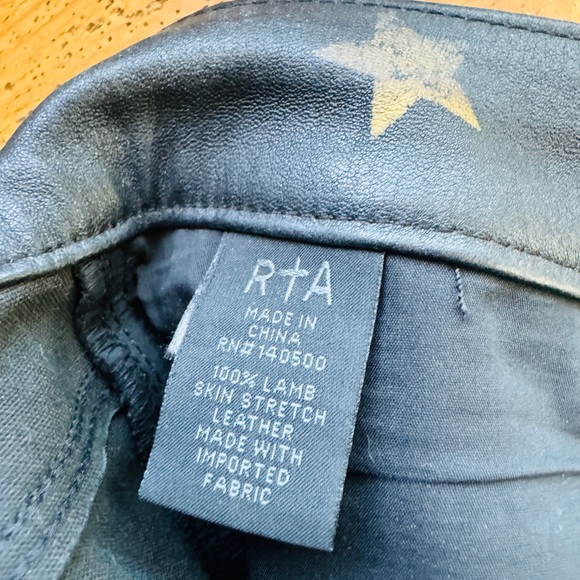 R†A
MADE IN
CHINA
RN# 140500
100% LAMB
SKIN STRETCH
LEATHER
MADE WITH
IMPORTED
FABRIC